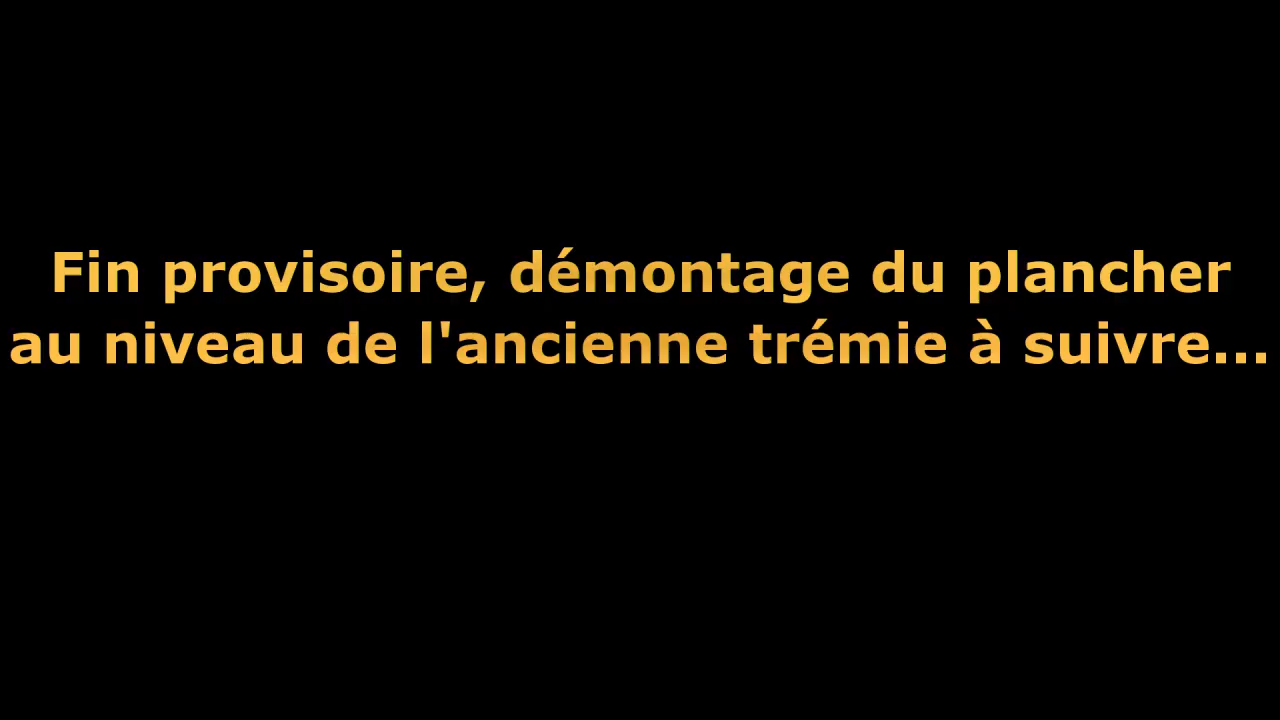 Fin provisoire, démontage du plancher
au niveau de l'ancienne trémie à suivre...